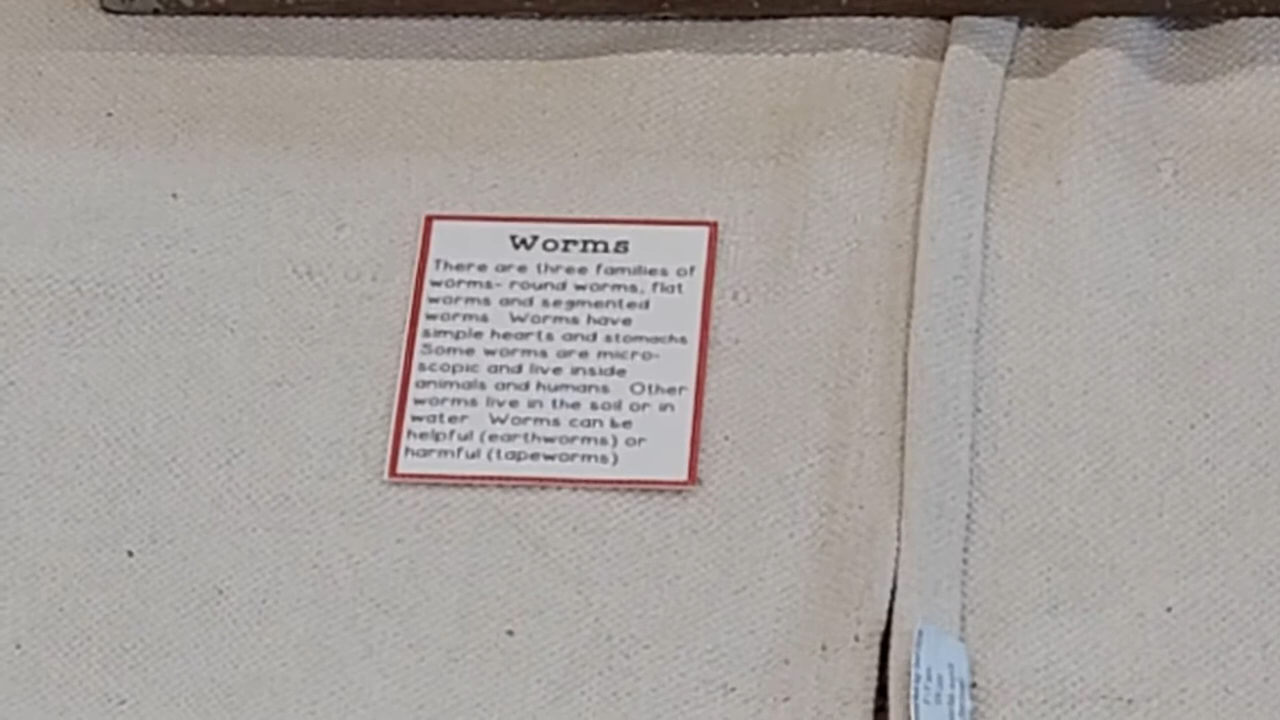 Worms
There are three families of
worms- round worms, flat
worms and segmented
worms. Worms have
simple hearts and stomachs
Some worms are micro-
scopic and live inside
animals and humans. Other
worms live in the soil or in
water. Worms can be
helpful (earthworms) or
harmful (tapeworms)